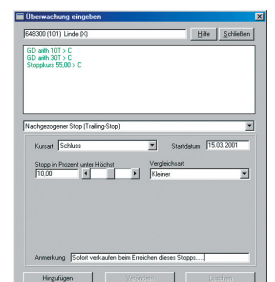 Überwachung eingeben
648300 (101) Linde (X)
Hilfe Schließen
GD arith 10T > C
GD arith 30T > C
Stoppkurs 55,00 > C
Nachgezogener Stop (Trailing-Stop)
Kursart Schluss Startdatum 15.03.2001
Stopp in Prozent unter Höchst Vergleichsart
10,00 Kleiner
Anmerkung Sofort verkaufen beim Erreichen dieses Stopps....
Hinzufügen Löschen